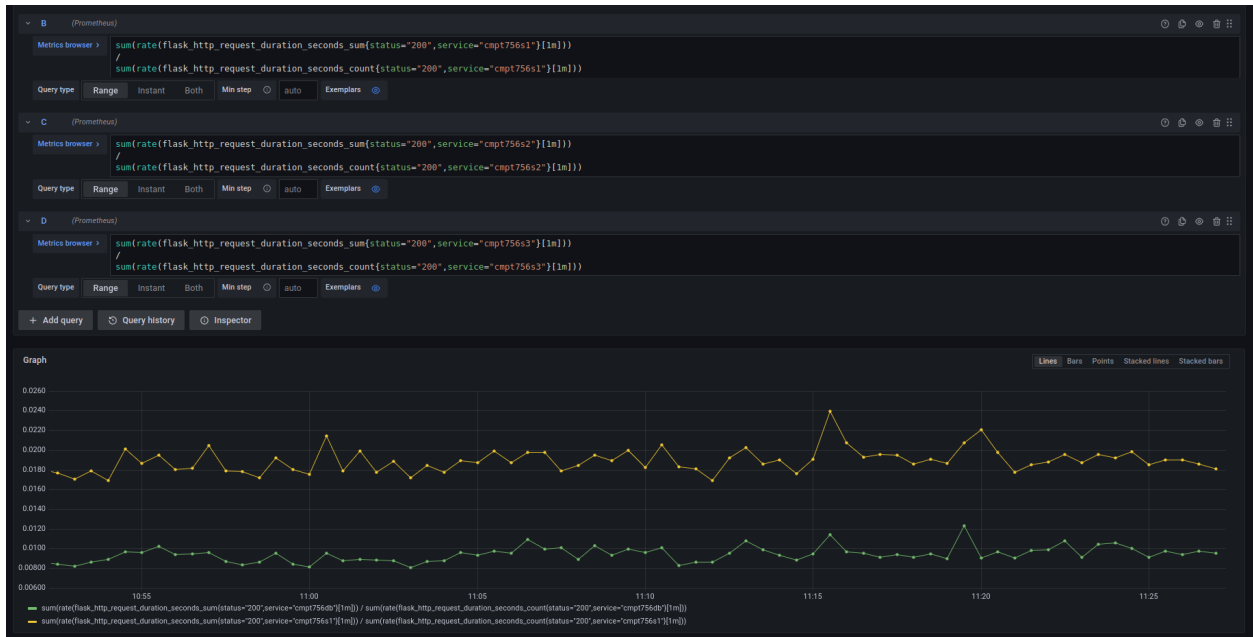 B (Prometheus)
Metrics browser > sum(rate(flask_http_request_duration_seconds_sum{status="200",service="cmpt756s1"}[1m]))
/
sum(rate(flask_http_request_duration_seconds_count{status="200",service="cmpt756s1"}[1m]))
Query type Range Instant Both Min step auto Exemplars
C (Prometheus)
Metrics browser > sum(rate(flask_http_request_duration_seconds_sum{status="200",service="cmpt756s2"}[1m]))
/
sum(rate(flask_http_request_duration_seconds_count{status="200",service="cmpt756s2"}[1m]))
Query type Range Instant Both Min step auto Exemplars
D (Prometheus)
Metrics browser > sum(rate(flask_http_request_duration_seconds_sum{status="200",service="cmpt756s3"}[1m]))
/
sum(rate(flask_http_request_duration_seconds_count{status="200",service="cmpt756s3"}[1m]))
Query type Range Instant Both Min step auto Exemplars
+ Add query Query history Inspector
Graph Lines Bars Points Stacked lines Stacked bars
0.0260
0.0240
0.0220
0.0200
0.0180
0.0160
0.0140
0.0120
0.0100
0.00800
0.00600
10:55 11:00 11:05 11:10 11:15 11:20 11:25
sum(rate(flask_http_request_duration_seconds_sum{status="200",service="cmpt756db"}[1m])) / sum(rate(flask_http_request_duration_seconds_count{status="200",service="cmpt756db"}[1m]))
sum(rate(flask_http_request_duration_seconds_sum{status="200",service="cmpt756s1"}[1m])) / sum(rate(flask_http_request_duration_seconds_count{status="200",service="cmpt756s1"}[1m]))